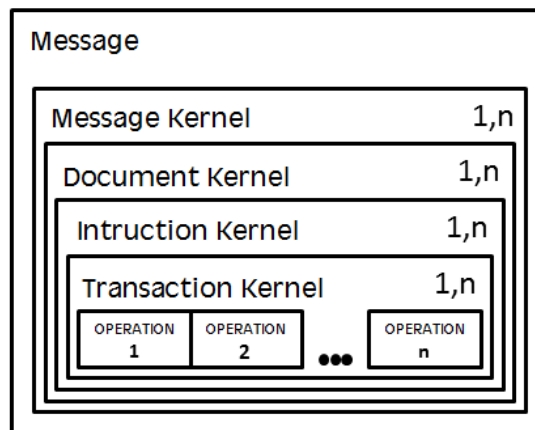 Message
Message Kernel 1,n
Document Kernel 1,n
Intruction Kernel 1,n
Transaction Kernel 1,n
OPERATION OPERATION OPERATION
1 2 ●●● n